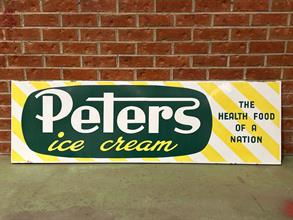 Peters
ice cream
THE
HEALTH FOOD
OF A
NATION